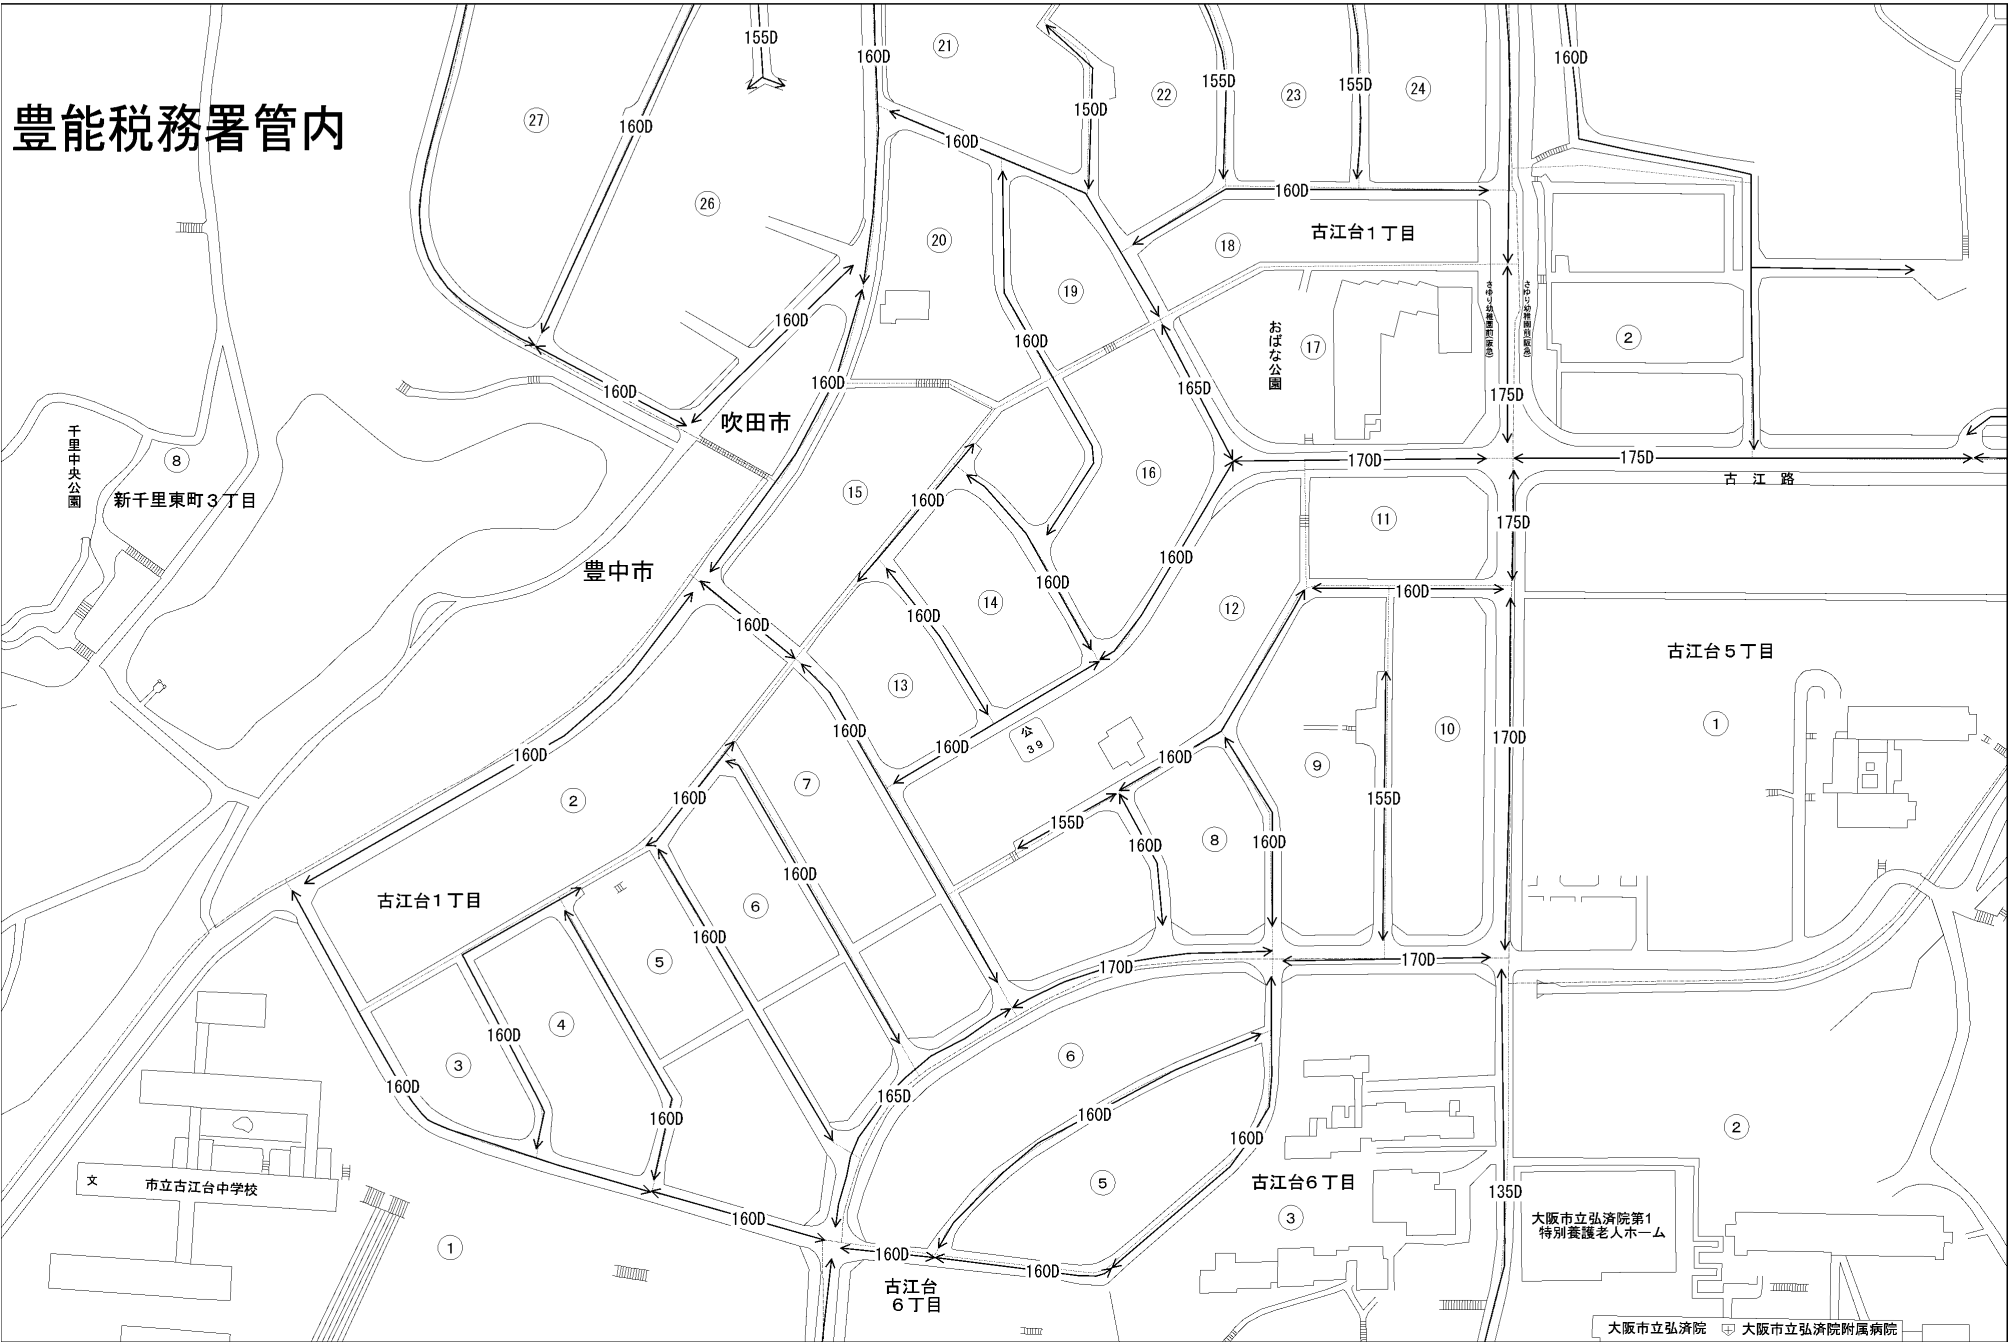 豊能税務署管内
155D
160D
21
27
160D
150D
22
155D
23
155D
24
160D
160D
26
20
160D
18
古江台1丁目
19
160D
160D
160D
160D
160D
165D
おばな公園
17
さゆり幼稚園前(阪急)
さゆり幼稚園前(阪急)
2
175D
吹田市
千里中央公園
8
新千里東町3丁目
15
160D
16
170D
175D
古江路
11
175D
豊中市
160D
160D
160D
160D
14
160D
12
160D
古江台5丁目
13
160D
公
39
160D
160D
160D
10
170D
1
160D
2
160D
7
9
155D
155D
160D
8
160D
160D
古江台1丁目
6
160D
5
170D
170D
4
160D
3
160D
160D
165D
6
160D
160D
2
文
市立古江台中学校
1
160D
5
古江台6丁目
3
135D
大阪市立弘済院第1
特別養護老人ホーム
160D
160D
古江台
6丁目
大阪市立弘済院
大阪市立弘済院附属病院